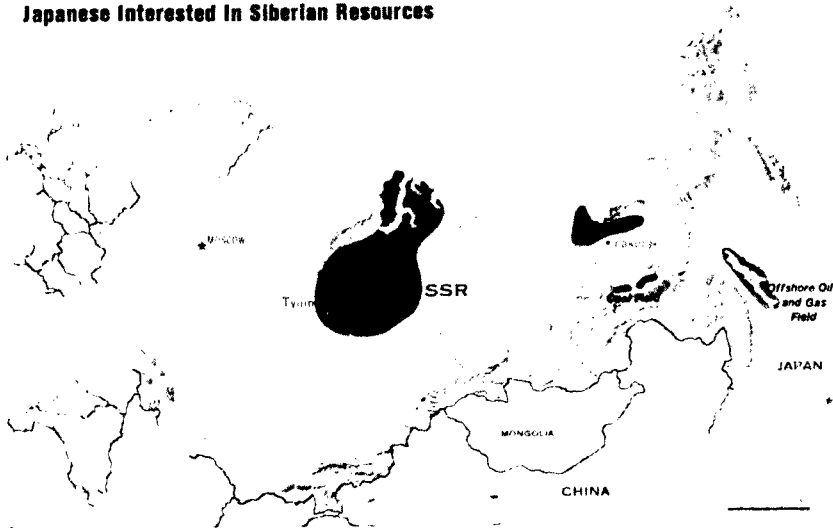 Japanese Interested In Siberian Resources
MOSCOW
SSR
Offshore Oil
and Gas
Field
JAPAN
MONGOLIA
CHINA